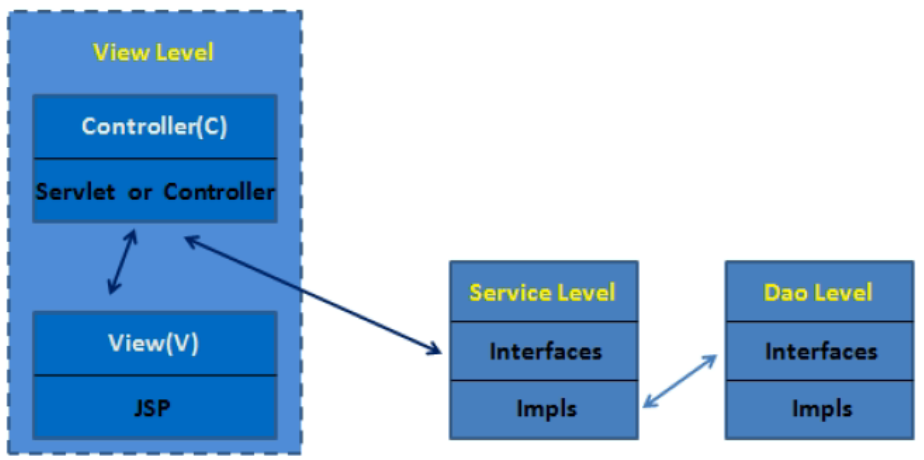 View Level
Controller(C)
Servlet or Controller
View(V)
JSP
Service Level
Interfaces
Impls
Dao Level
Interfaces
Impls